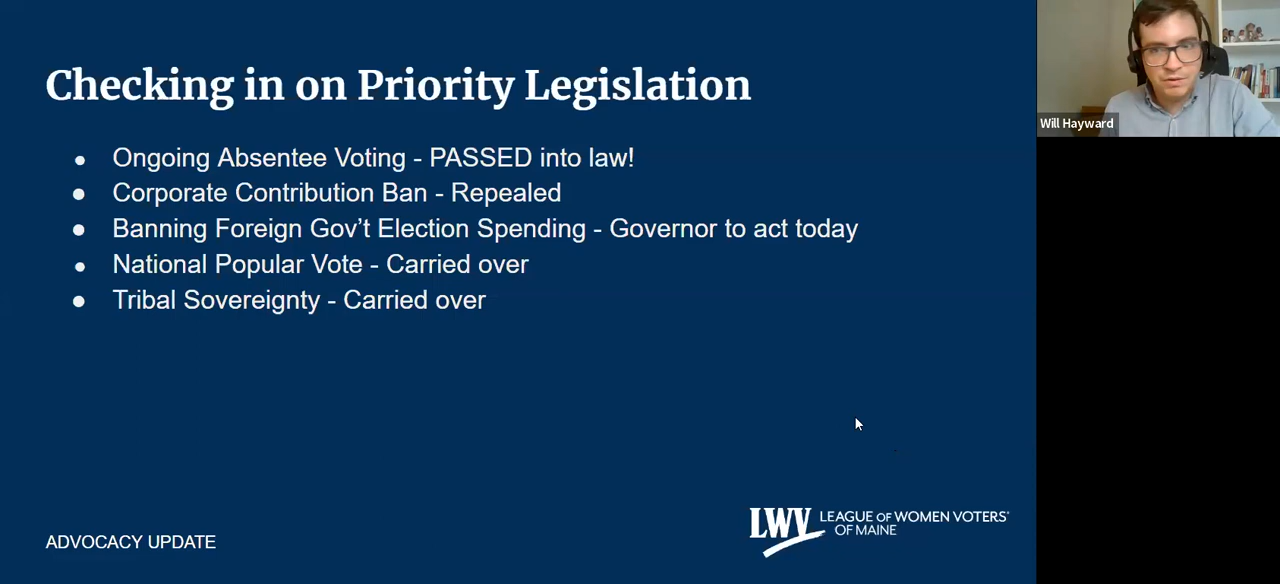 Checking in on Priority Legislation
Will Hayward
● Ongoing Absentee Voting - PASSED into law!
● Corporate Contribution Ban - Repealed
● Banning Foreign Gov't Election Spending - Governor to act today
● National Popular Vote - Carried over
● Tribal Sovereignty - Carried over
LWV LEAGUE OF WOMEN VOTERS®
OF MAINE
ADVOCACY UPDATE